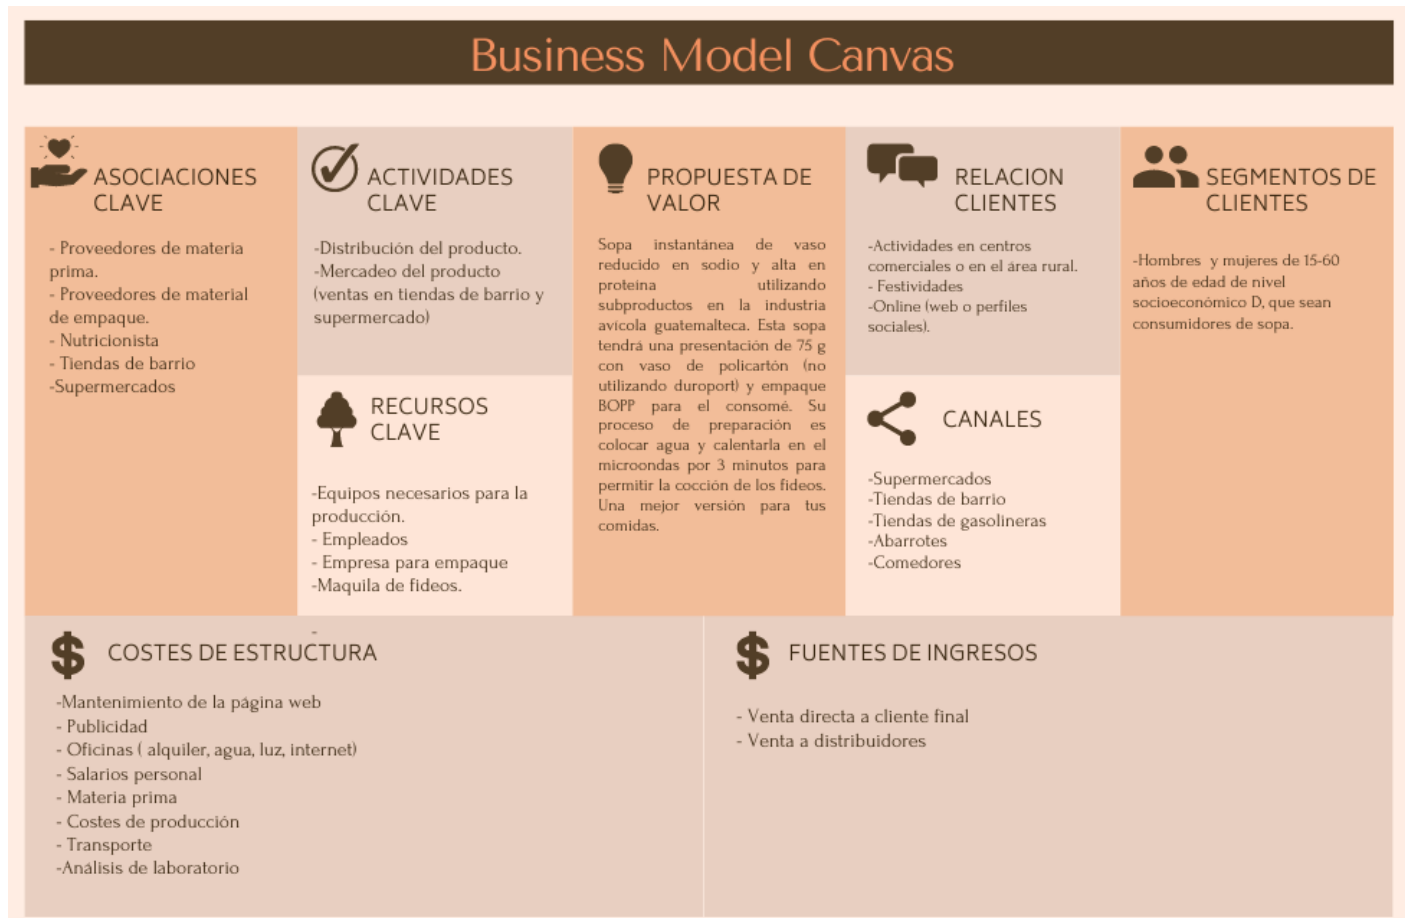 Business Model Canvas
ASOCIACIONES
CLAVE
- Proveedores de materia
prima.
- Proveedores de material
de empaque.
- Nutricionista
- Tiendas de barrio
-Supermercados
ACTIVIDADES
CLAVE
-Distribución del producto.
-Mercadeo del producto
(ventas en tiendas de barrio y
supermercado)
RECURSOS
CLAVE
-Equipos necesarios para la
producción.
- Empleados
- Empresa para empaque
-Maquila de fideos.
PROPUESTA DE
VALOR
Sopa instantánea de vaso
reducido en sodio y alta en
proteína utilizando
subproductos en la industria
avícola guatemalteca. Esta sopa
tendrá una presentación de 75 g
con vaso de policartón (no
utilizando duroport) y empaque
BOPP para el consomé. Su
proceso de preparación es
colocar agua y calentarla en el
microondas por 3 minutos para
permitir la cocción de los fideos.
Una mejor versión para tus
comidas.
RELACION
CLIENTES
-Actividades en centros
comerciales o en el área rural.
- Festividades
-Online (web o perfiles
sociales).
CANALES
-Supermercados
-Tiendas de barrio
-Tiendas de gasolineras
-Abarrotes
-Comedores
SEGMENTOS DE
CLIENTES
-Hombres y mujeres de 15-60
años de edad de nivel
socioeconómico D, que sean
consumidores de sopa.
-
COSTES DE ESTRUCTURA
-Mantenimiento de la página web
- Publicidad
- Oficinas ( alquiler, agua, luz, internet)
- Salarios personal
- Materia prima
- Costes de producción
- Transporte
-Análisis de laboratorio
FUENTES DE INGRESOS
- Venta directa a cliente final
- Venta a distribuidores